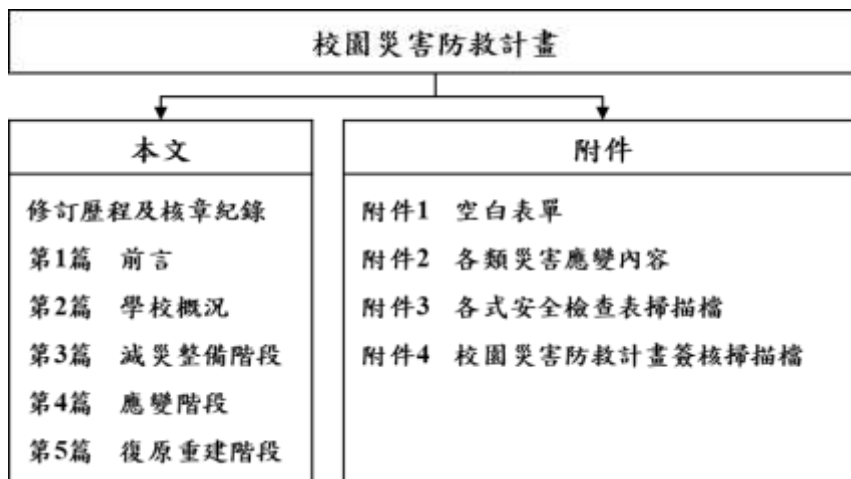 校園災害防救計畫
本文
修訂歷程及核章紀錄
第1篇 前言
第2篇 學校概況
第3篇 減災整備階段
第4篇 應變階段
第5篇 復原重建階段
附件
附件1 空白表單
附件2 各類災害應變內容
附件3 各式安全檢查表掃描檔
附件4 校園災害防救計畫簽核掃描檔